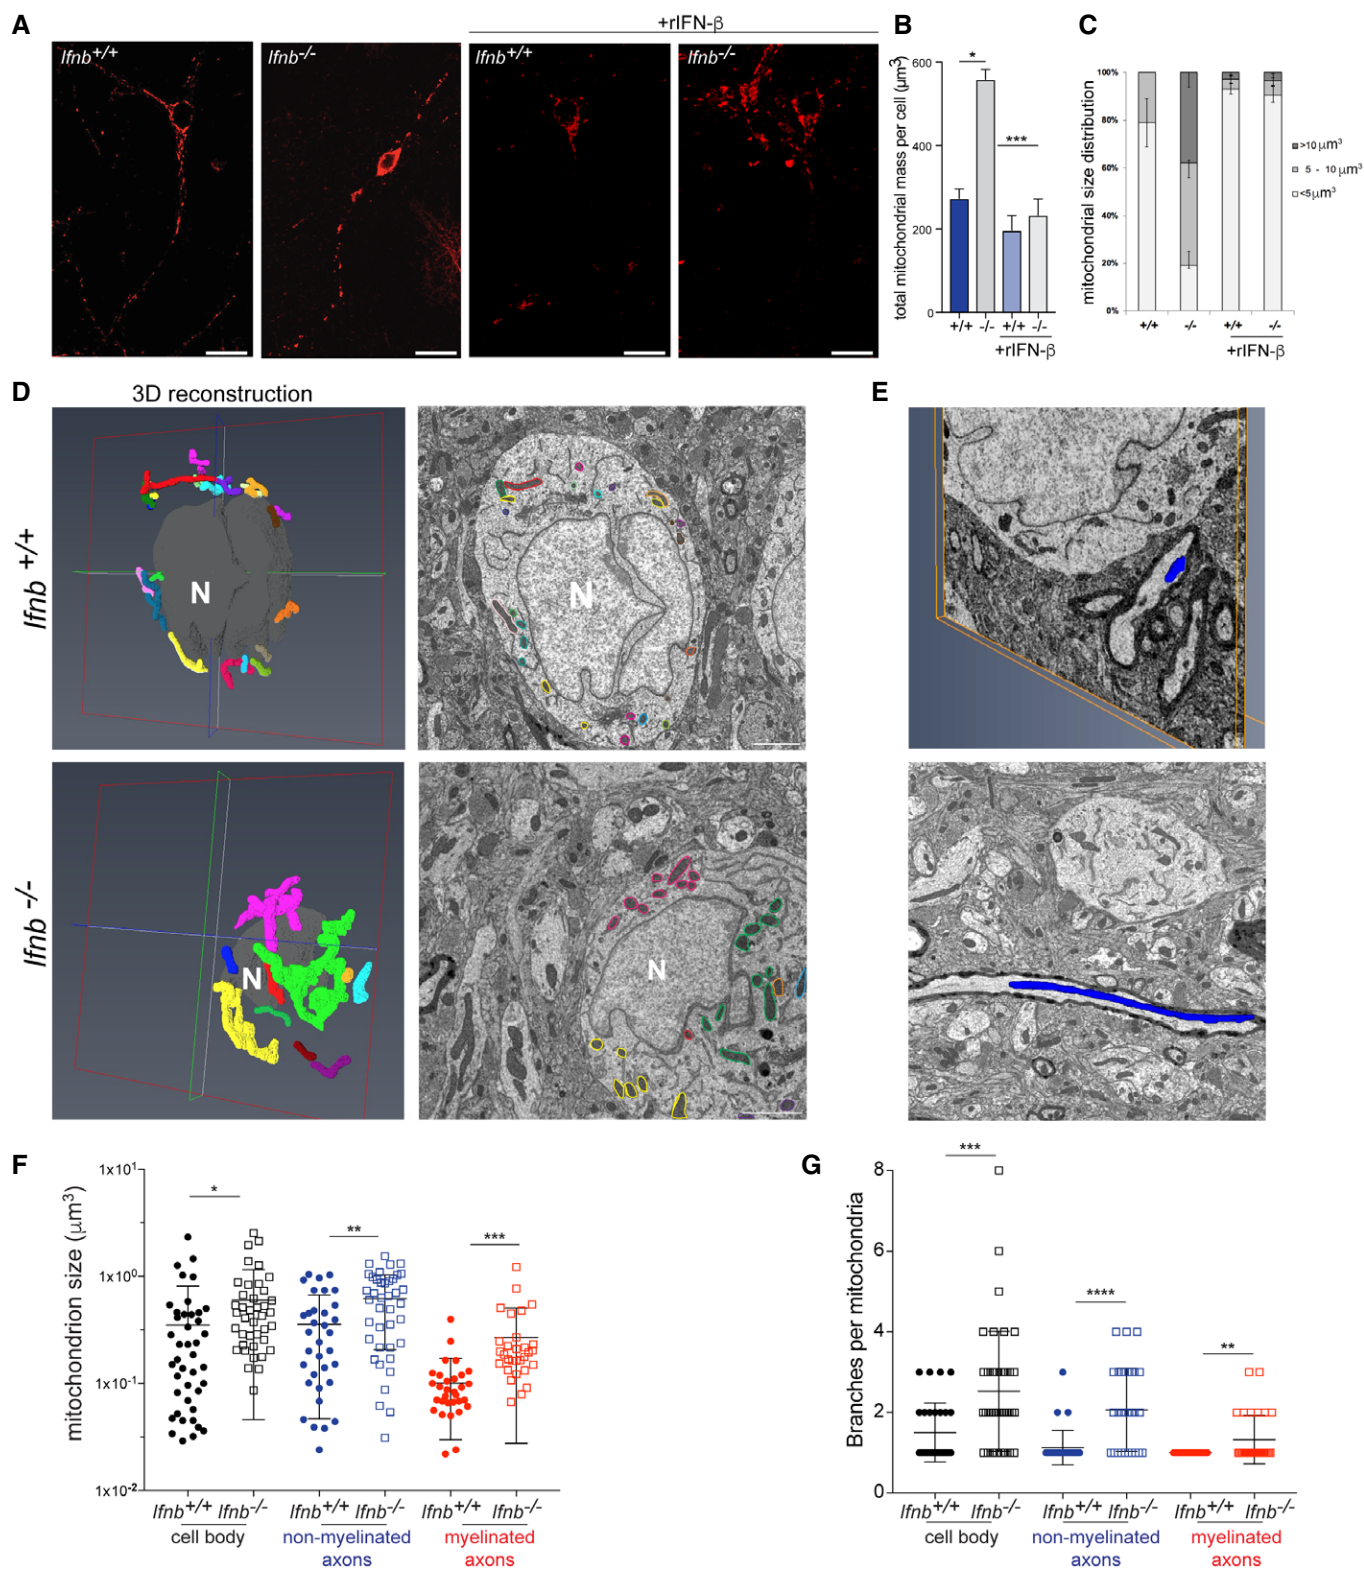 A
Ifnb+/+
Ifnb-/-
+rIFN-β
Ifnb+/+
Ifnb-/-
B
total mitochondrial mass per cell (μm3)
600
400
200
0
*
***
+/+ -/- +/+ -/-
+rIFN-β
C
mitochondrial size distribution
100%
80%
60%
40%
20%
0%
>10 μm3
5 - 10 μm3
<5μm3
+/+ -/- +/+ -/-
+rIFN-β
D
3D reconstruction
Ifnb +/+
N
N
Ifnb -/-
N
N
E
F
mitochondrion size (μm3)
1x101
1x100
1x10-1
1x10-2
*
**
***
Ifnb+/+ Ifnb-/- Ifnb+/+ Ifnb-/- Ifnb+/+ Ifnb-/-
cell body
non-myelinated axons
myelinated axons
G
Branches per mitochondria
8
6
4
2
0
***
****
**
Ifnb+/+ Ifnb-/- Ifnb+/+ Ifnb-/- Ifnb+/+ Ifnb-/-
cell body
non-myelinated axons
myelinated axons